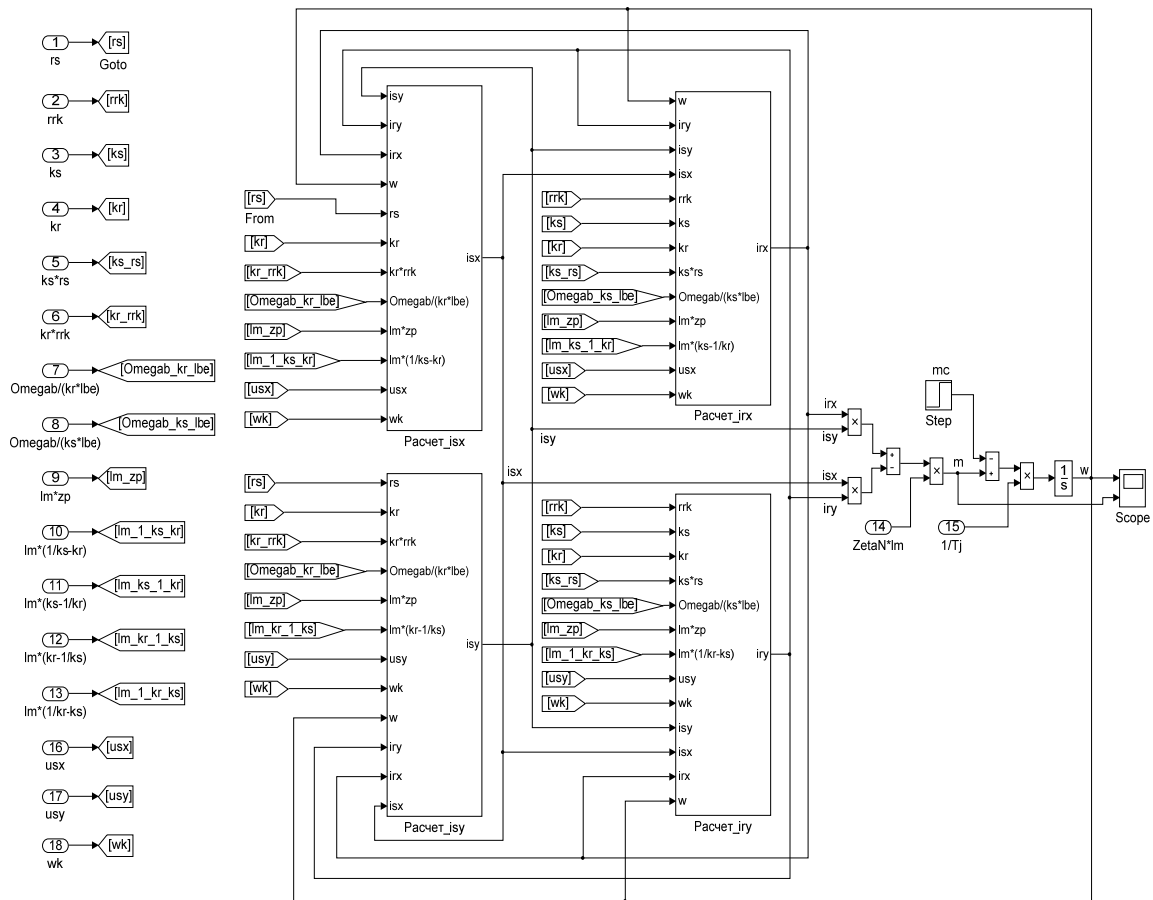 1
[rs]
rs
Goto
2
[rrk]
rrk
3
[ks]
ks
4
[kr]
kr
5
[ks_rs]
ks*rs
6
[kr_rrk]
kr*rrk
7
[Omegab_kr_lbe]
Omegab/(kr*lbe)
8
[Omegab_ks_lbe]
Omegab/(ks*lbe)
9
[lm_zp]
lm*zp
10
[lm_1_ks_kr]
lm*(1/ks-kr)
11
[lm_ks_1_kr]
lm*(ks-1/kr)
12
[lm_kr_1_ks]
lm*(kr-1/ks)
13
[lm_1_kr_ks]
lm*(1/kr-ks)
16
[usx]
usx
17
[usy]
usy
18
[wk]
wk
[rs]
From
[kr]
[kr_rrk]
[Omegab_kr_lbe]
[lm_zp]
[lm_1_ks_kr]
[usx]
[wk]
isy
iry
irx
w
rs
kr
kr*rrk
Omegab/(kr*lbe)
lm*zp
lm*(1/ks-kr)
usx
wk
isx
Расчет_isx
[rrk]
[ks]
[kr]
[ks_rs]
[Omegab_ks_lbe]
[lm_zp]
[lm_ks_1_kr]
[usx]
[wk]
w
iry
isy
isx
rrk
ks
kr
ks*rs
Omegab/(ks*lbe)
lm*zp
lm*(ks-1/kr)
usx
wk
irx
Расчет_irx
isy
isx
[rs]
[kr]
[kr_rrk]
[Omegab_kr_lbe]
[lm_zp]
[lm_kr_1_ks]
[usy]
[wk]
rs
kr
kr*rrk
Omegab/(kr*lbe)
lm*zp
lm*(kr-1/ks)
usy
wk
w
iry
irx
isx
isy
Расчет_isy
[rrk]
[ks]
[kr]
[ks_rs]
[Omegab_ks_lbe]
[lm_zp]
[lm_1_kr_ks]
[usy]
[wk]
rrk
ks
kr
ks*rs
Omegab/(ks*lbe)
lm*zp
lm*(1/kr-ks)
usy
wk
isy
isx
irx
w
iry
Расчет_iry
irx
isy
×
isx
iry
×
+
−
×
14
ZetaN*lm
m
mc
Step
−
+
×
15
1/Tj
1
s
w
Scope